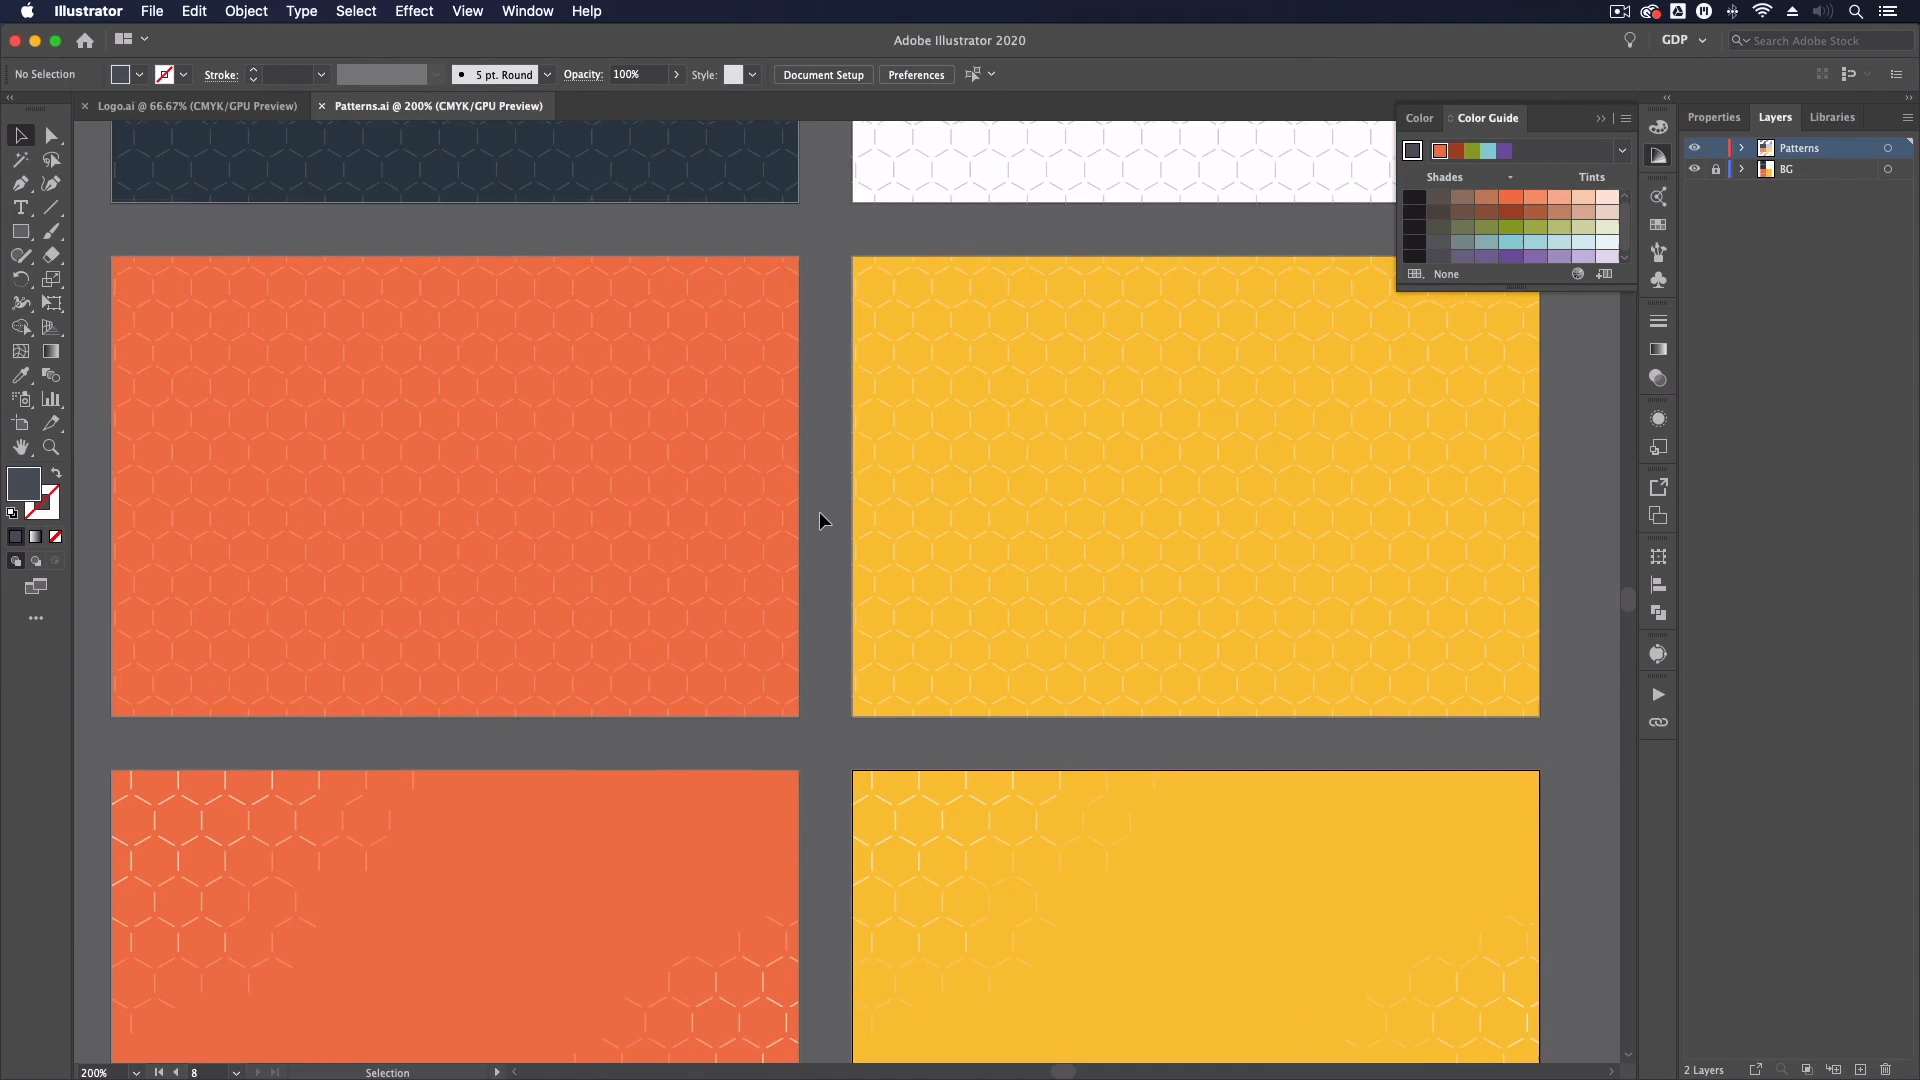 Illustrator File Edit Object Type Select Effect View Window Help
Adobe Illustrator 2020
GDP
Search Adobe Stock
No Selection
Stroke:
5 pt. Round
Opacity: 100%
Style:
Document Setup
Preferences
Logo.ai @ 66.67% (CMYK/GPU Preview)
Patterns.ai @ 200% (CMYK/GPU Preview)
Color
Color Guide
Shades
Tints
None
Properties
Layers
Libraries
Patterns
BG
200%
8
Selection
2 Layers